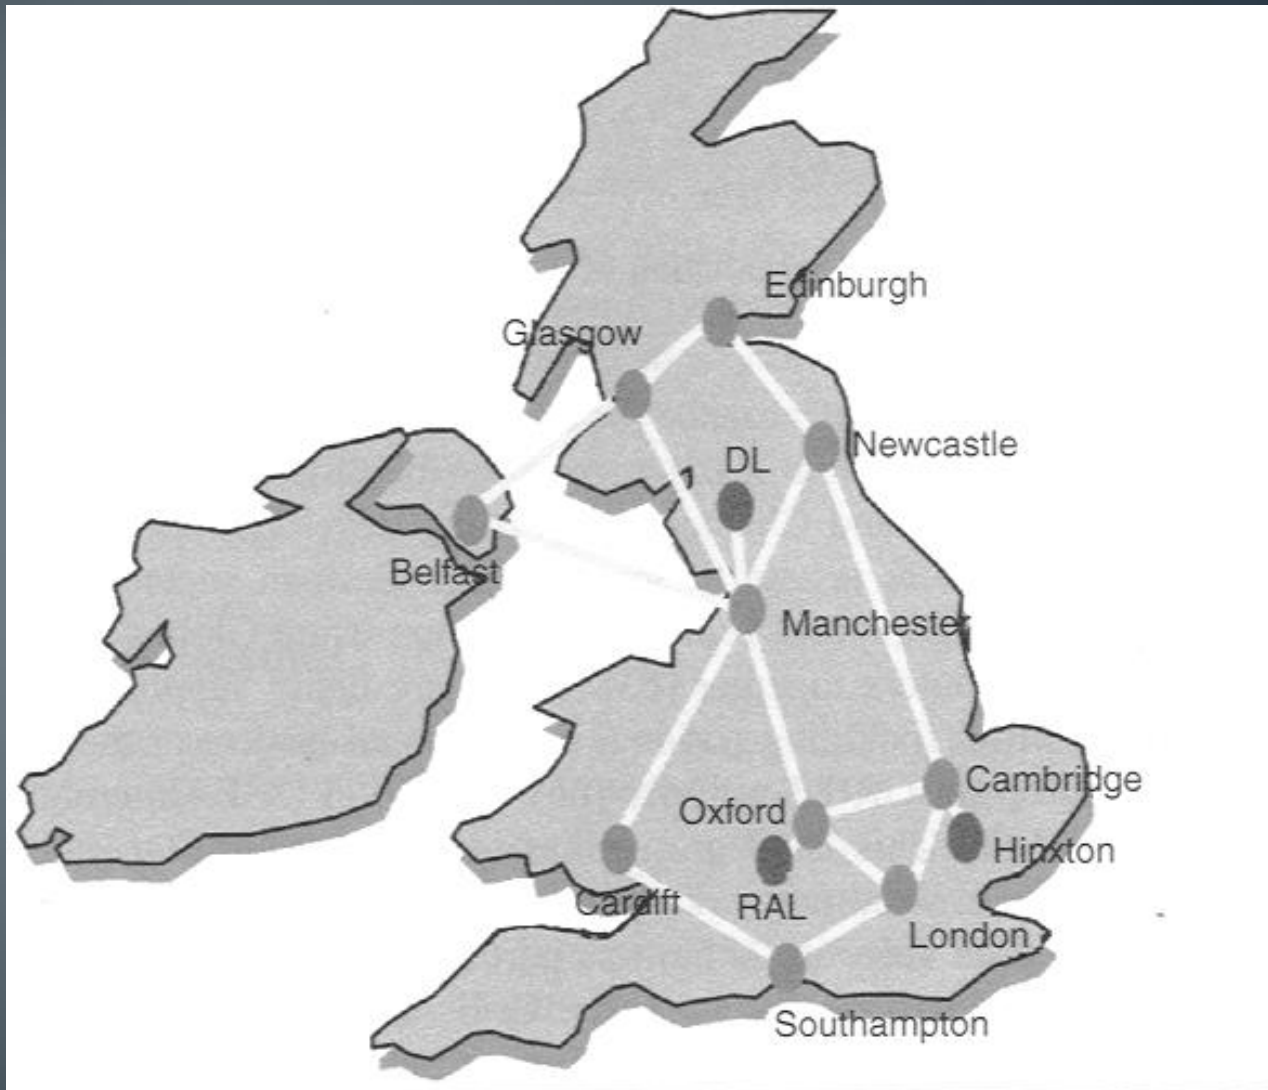 Edinburgh
Glasgow
Newcastle
DL
Belfast
Manchester
Cambridge
Oxford
Hinxton
Cardiff
RAL
London
Southampton